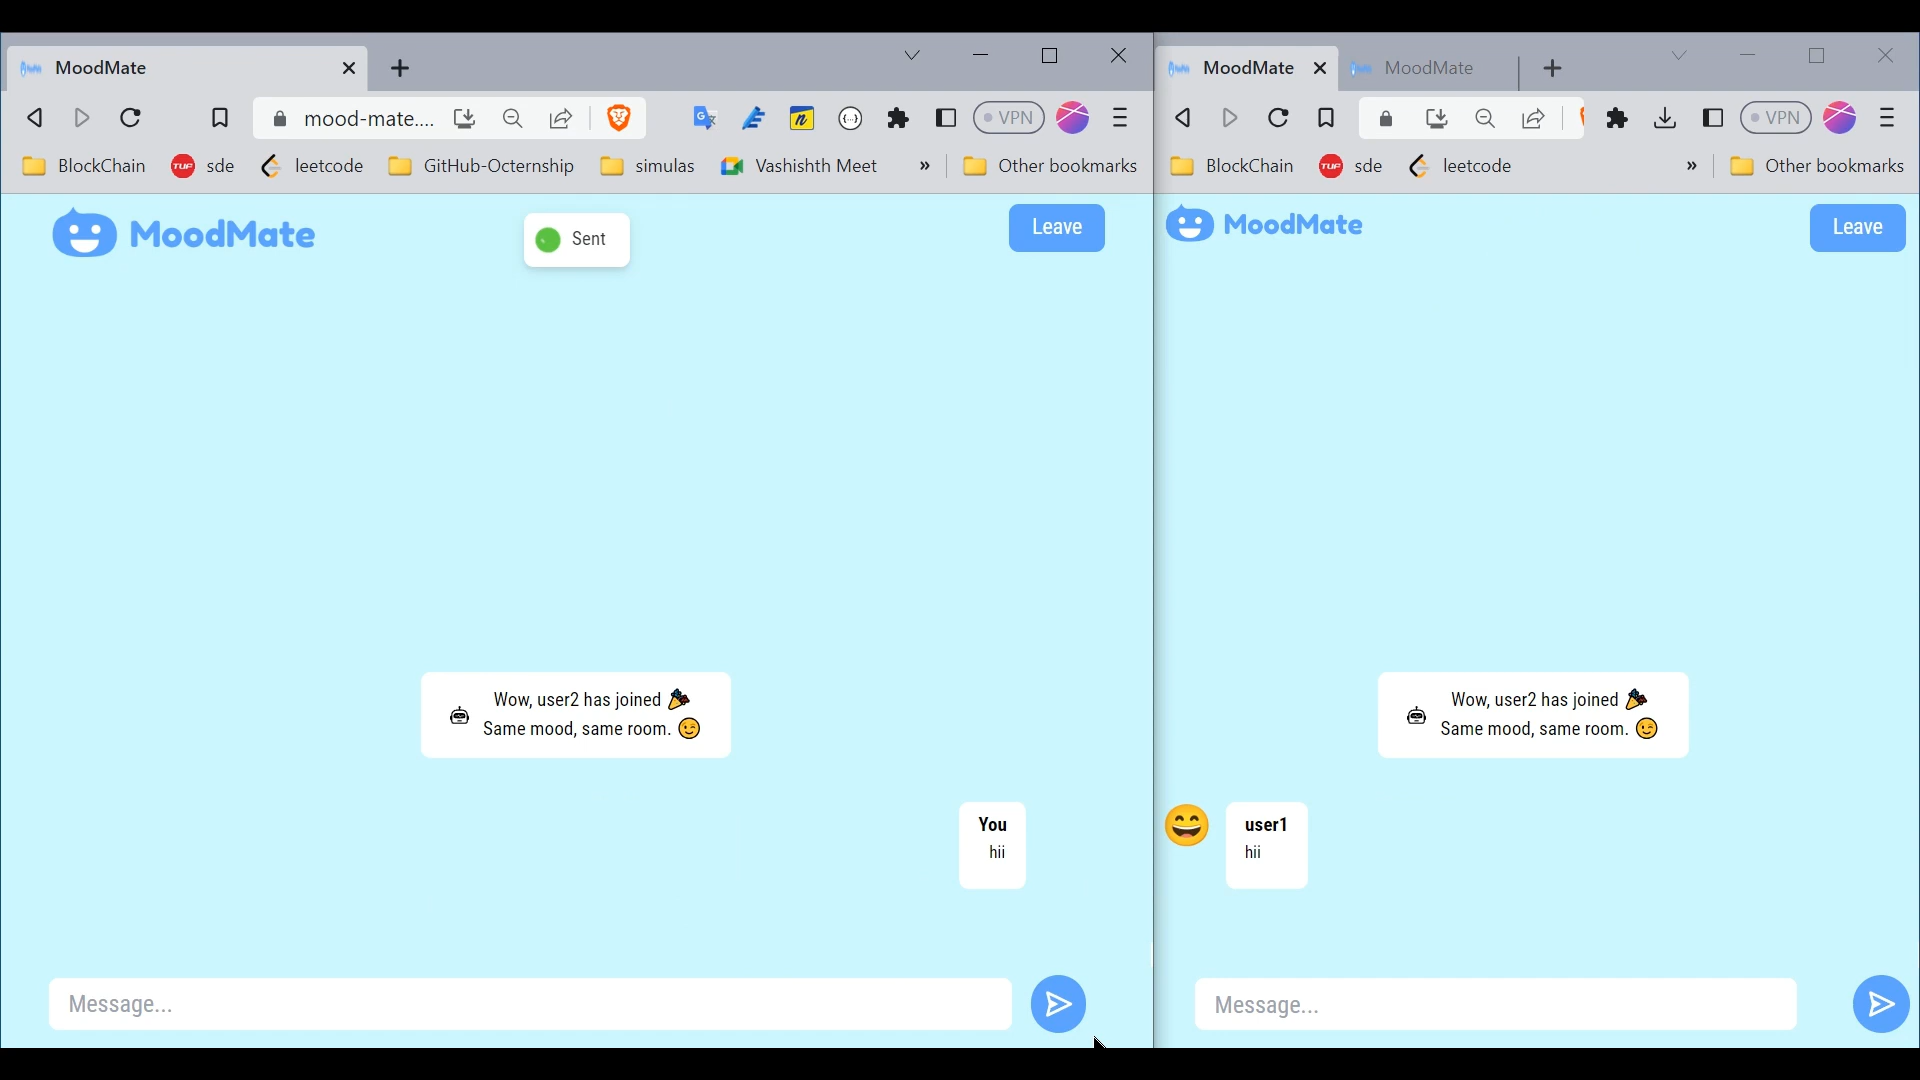 MoodMate
MoodMate
MoodMate
mood-mate....
VPN
VPN
BlockChain
sde
leetcode
GitHub-Octernship
simulas
Vashishth Meet
»
Other bookmarks
BlockChain
sde
leetcode
»
Other bookmarks
MoodMate
Sent
Leave
Wow, user2 has joined 🎉
Same mood, same room. 😉
You
hii
Message...
MoodMate
Leave
Wow, user2 has joined 🎉
Same mood, same room. 😉
user1
hii
Message...